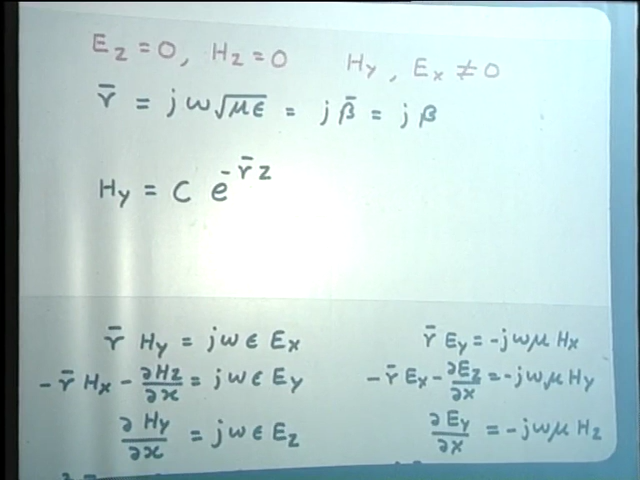 E_z = 0, H_z = 0 H_y, E_x ≠ 0
γ̄ = jω√με = jβ̄ = jβ
H_y = C e^{-γ̄z}
γ̄ H_y = jωε E_x γ̄ E_y = -jωμ H_x
-γ̄ H_x - ∂H_z/∂x = jωε E_y -γ̄ E_x - ∂E_z/∂x = -jωμ H_y
∂H_y/∂x = jωε E_z ∂E_y/∂x = -jωμ H_z